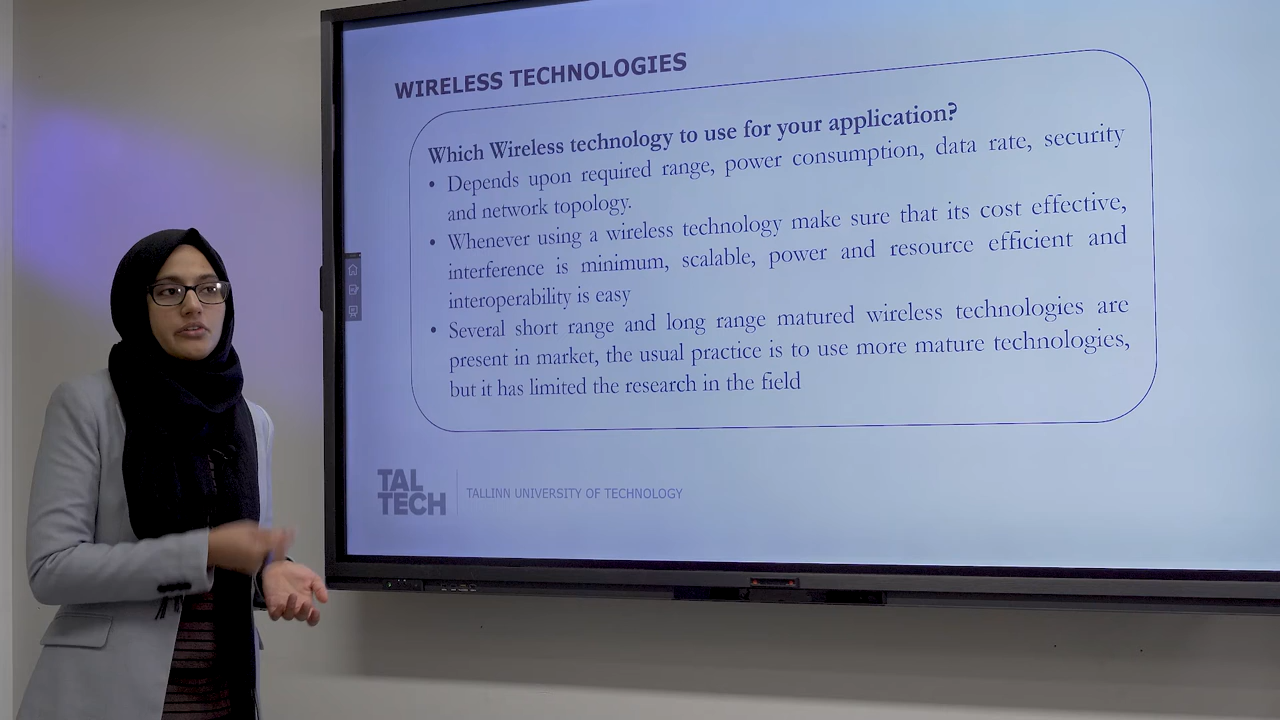 WIRELESS TECHNOLOGIES
Which Wireless technology to use for your application?
• Depends upon required range, power consumption, data rate, security
and network topology.
• Whenever using a wireless technology make sure that its cost effective,
interference is minimum, scalable, power and resource efficient and
interoperability is easy
• Several short range and long range matured wireless technologies are
present in market, the usual practice is to use more mature technologies,
but it has limited the research in the field
TAL
TECH
TALLINN UNIVERSITY OF TECHNOLOGY